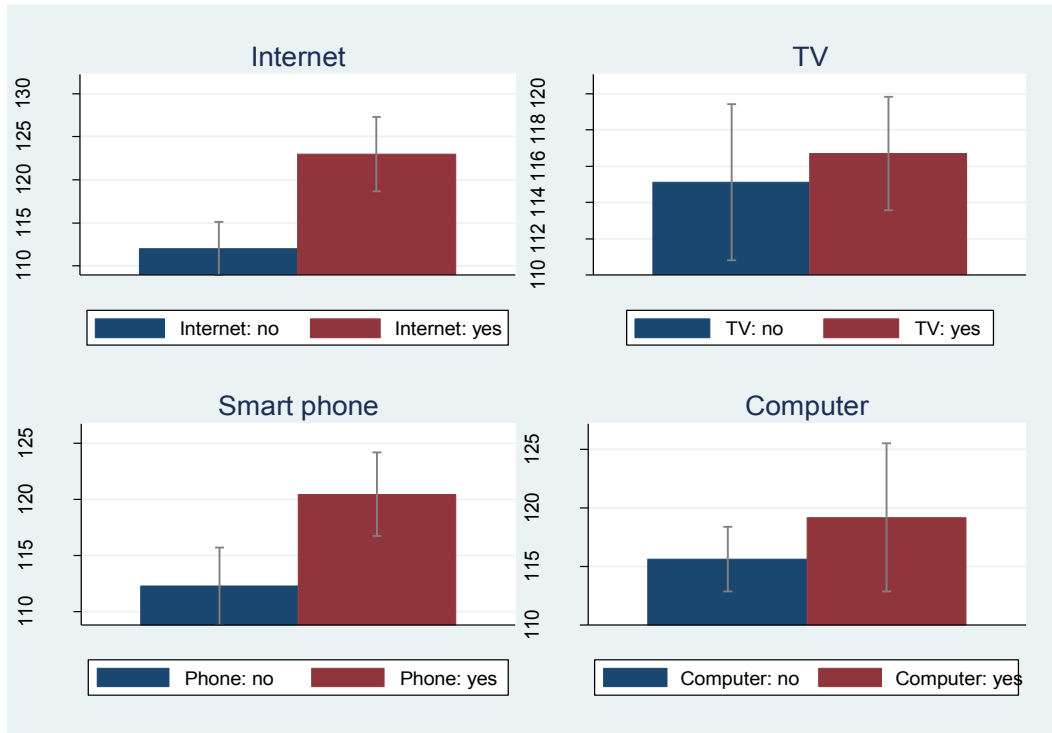 Internet
130
125
120
115
110
Internet: no Internet: yes
TV
120
118
116
114
112
110
TV: no TV: yes
Smart phone
125
120
115
110
Phone: no Phone: yes
Computer
125
120
115
110
Computer: no Computer: yes